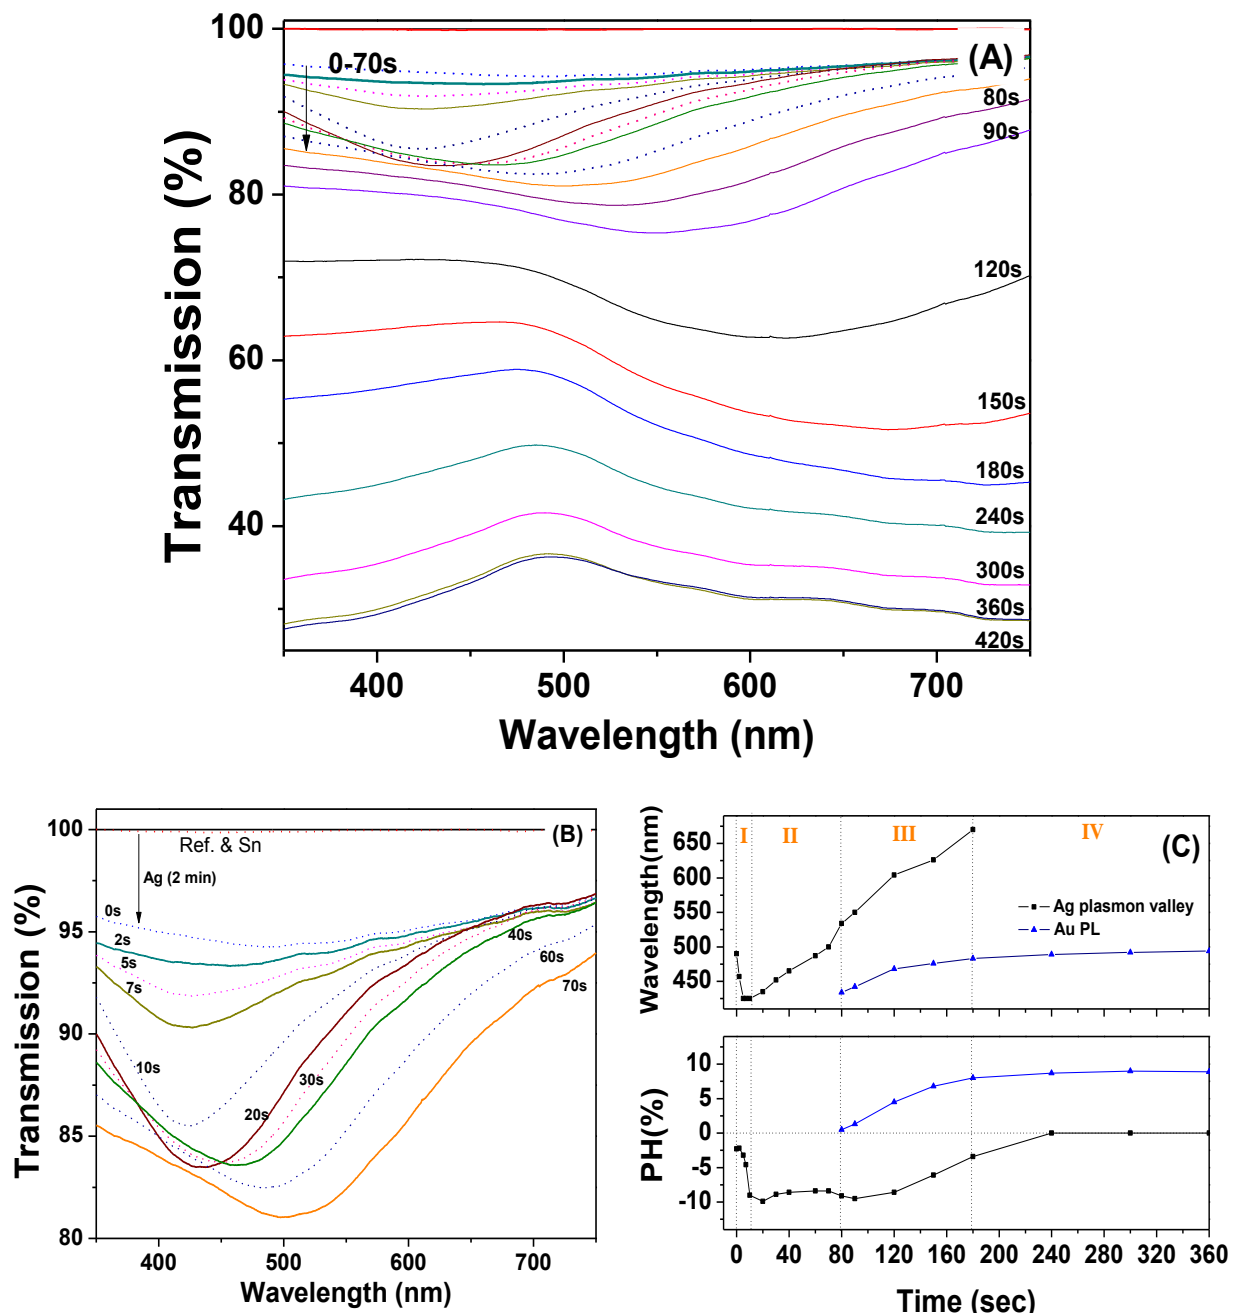 100
80
60
40
Transmission (%)
(A)
0-70s
80s
90s
120s
150s
180s
240s
300s
360s
420s
400 500 600 700
Wavelength (nm)
100
95
90
85
80
Transmission (%)
(B)
Ref. & Sn
Ag (2 min)
0s
2s
5s
7s
10s
20s
30s
40s
60s
70s
400 500 600 700
Wavelength (nm)
650
600
550
500
450
Wavelength(nm)
I II III IV
(C)
Ag plasmon valley
Au PL
10
5
0
-5
-10
PH(%)
0 40 80 120 160 200 240 280 320 360
Time (sec)